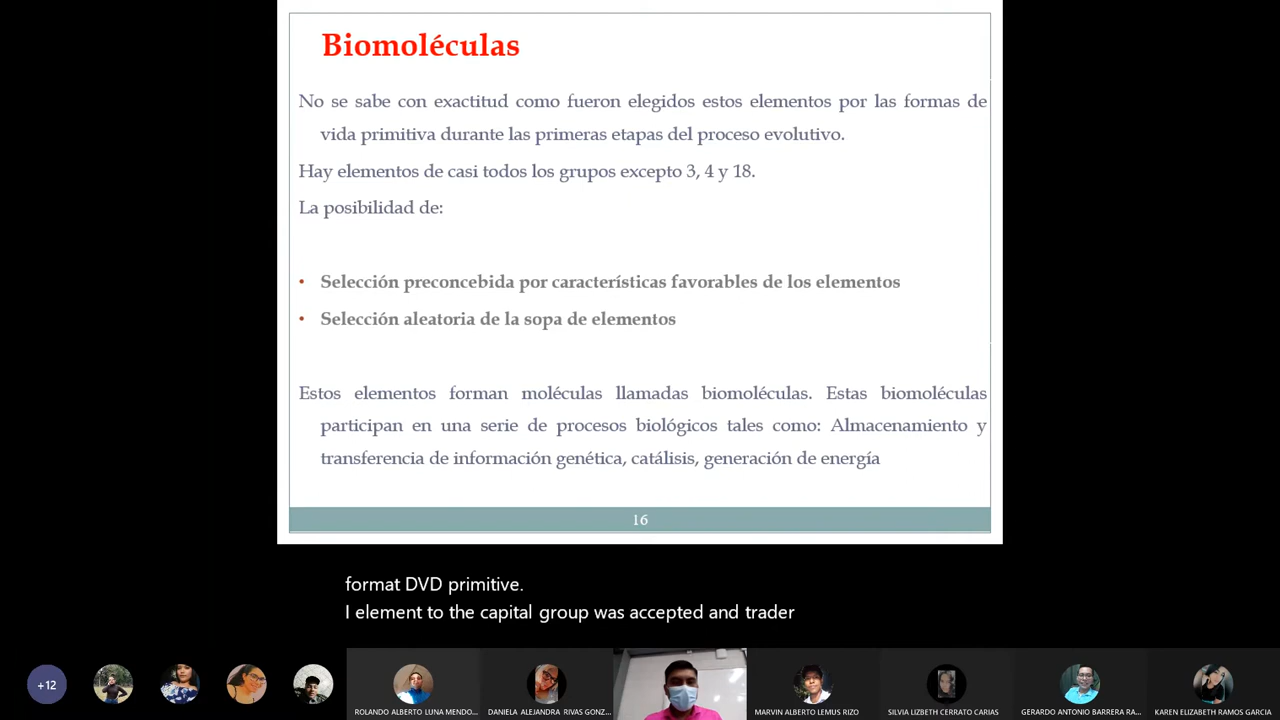 Biomoléculas
No se sabe con exactitud como fueron elegidos estos elementos por las formas de
vida primitiva durante las primeras etapas del proceso evolutivo.
Hay elementos de casi todos los grupos excepto 3, 4 y 18.
La posibilidad de:
• Selección preconcebida por características favorables de los elementos
• Selección aleatoria de la sopa de elementos
Estos elementos forman moléculas llamadas biomoléculas. Estas biomoléculas
participan en una serie de procesos biológicos tales como: Almacenamiento y
transferencia de información genética, catálisis, generación de energía
16
format DVD primitive.
I element to the capital group was accepted and trader
+12
ROLANDO ALBERTO LUNA MENDO...
DANIELA ALEJANDRA RIVAS GONZ...
MARVIN ALBERTO LEMUS RIZO
SILVIA LIZBETH CERRATO CARIAS
GERARDO ANTONIO BARRERA RA...
KAREN ELIZABETH RAMOS GARCIA